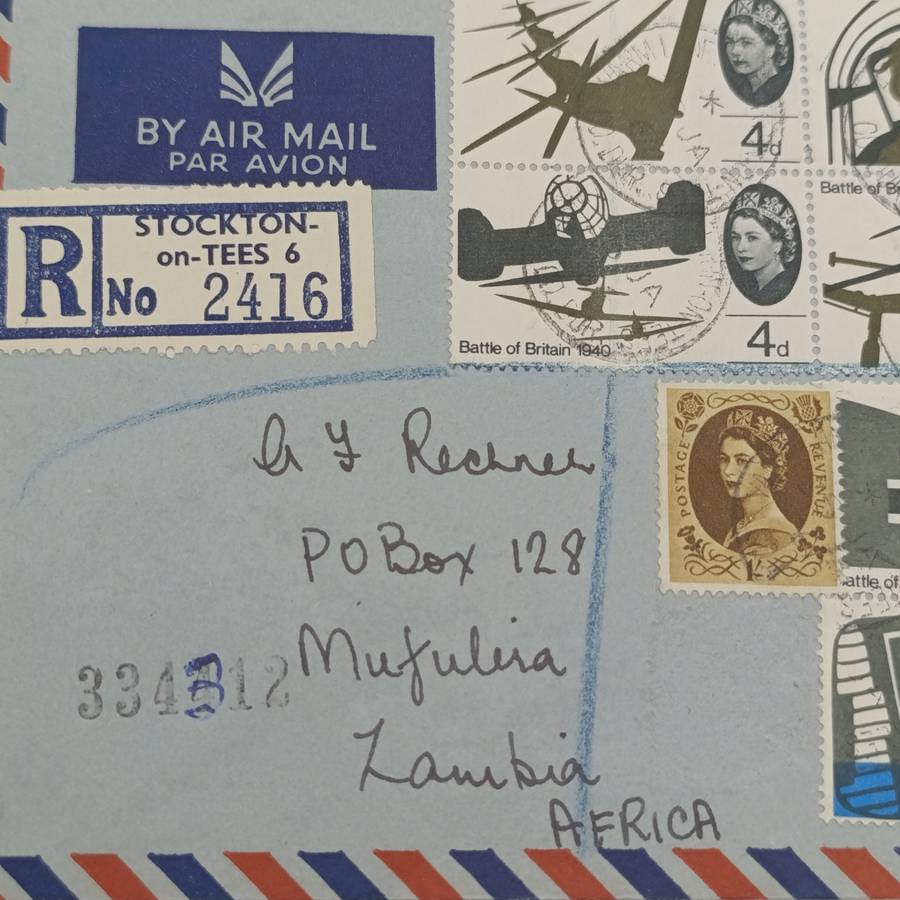 BY AIR MAIL
PAR AVION
STOCKTON-
on-TEES 6
R No 2416
4d
Battle of Britain 1940
4d
Battle of Br
POSTAGE REVENUE
1/-
attle of
PO Box 128
Mufulira
Zambia
AFRICA